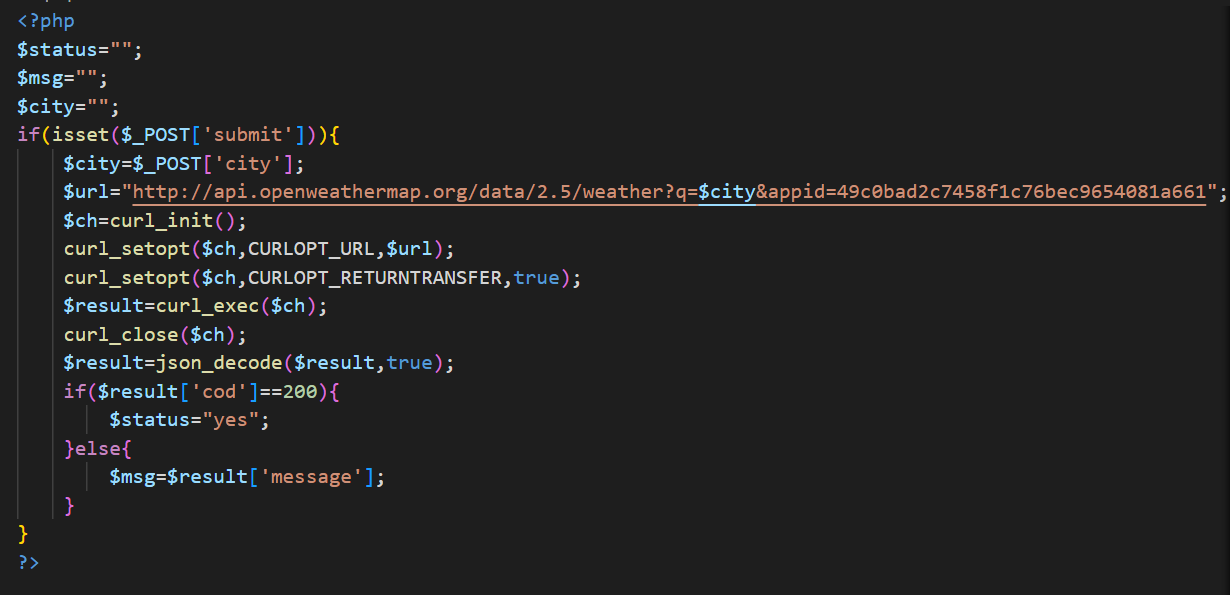 <?php
$status="";
$msg="";
$city="";
if(isset($_POST['submit'])){
    $city=$_POST['city'];
    $url="http://api.openweathermap.org/data/2.5/weather?q=$city&appid=49c0bad2c7458f1c76bec9654081a661";
    $ch=curl_init();
    curl_setopt($ch,CURLOPT_URL,$url);
    curl_setopt($ch,CURLOPT_RETURNTRANSFER,true);
    $result=curl_exec($ch);
    curl_close($ch);
    $result=json_decode($result,true);
    if($result['cod']==200){
        $status="yes";
    }else{
        $msg=$result['message'];
    }
}
?>